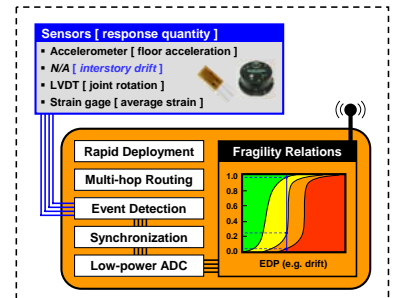 Sensors [ response quantity ]
▪ Accelerometer [ floor acceleration ]
▪ N/A [ interstory drift ]
▪ LVDT [ joint rotation ]
▪ Strain gage [ average strain ]
Rapid Deployment
Multi-hop Routing
Event Detection
Synchronization
Low-power ADC
Fragility Relations
1.0
0.8
0.6
0.4
0.2
0.0
EDP (e.g. drift)